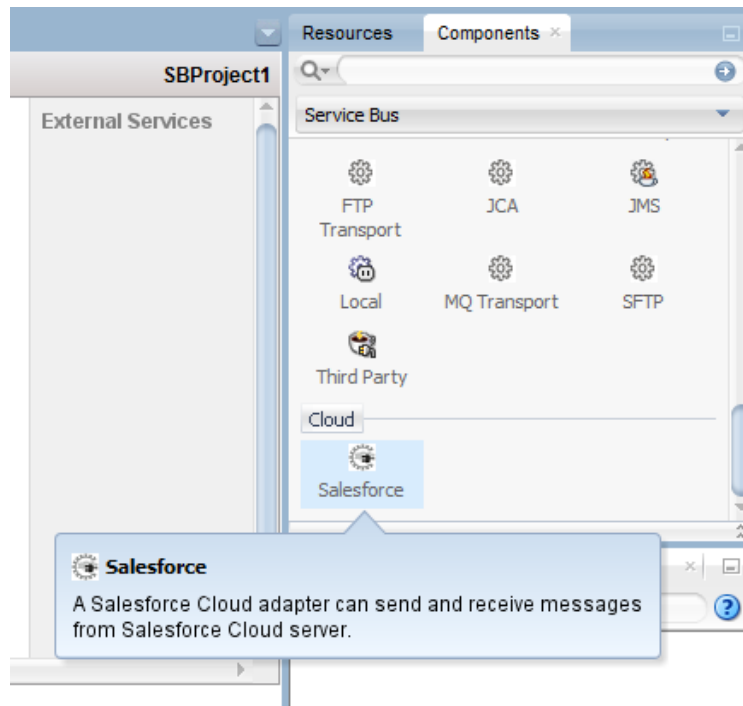 Resources Components
SBProject1
Service Bus
External Services
FTP Transport
JCA
JMS
Local
MQ Transport
SFTP
Third Party
Cloud
Salesforce
Salesforce
A Salesforce Cloud adapter can send and receive messages
from Salesforce Cloud server.